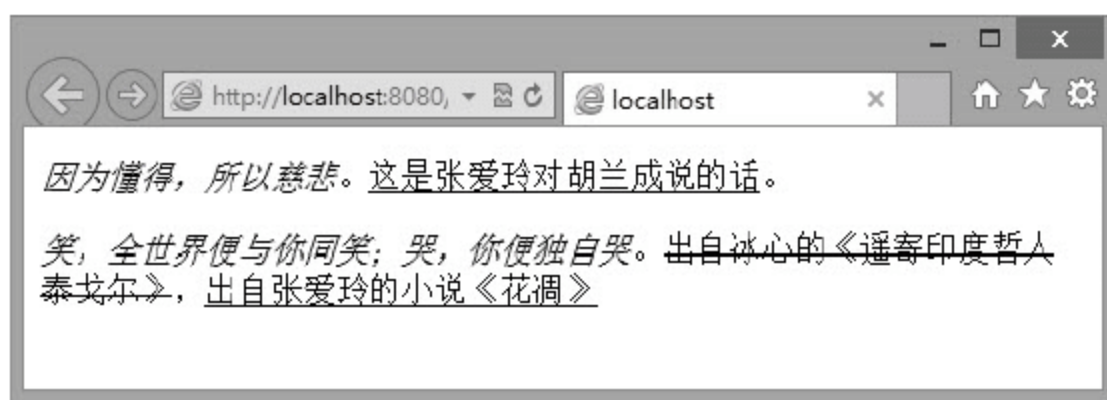 http://localhost:8080,
localhost
因为懂得，所以慈悲。这是张爱玲对胡兰成说的话。
笑，全世界便与你同笑；哭，你便独自哭。出自冰心的《遥寄印度哲人
泰戈尔》，出自张爱玲的小说《花凋》